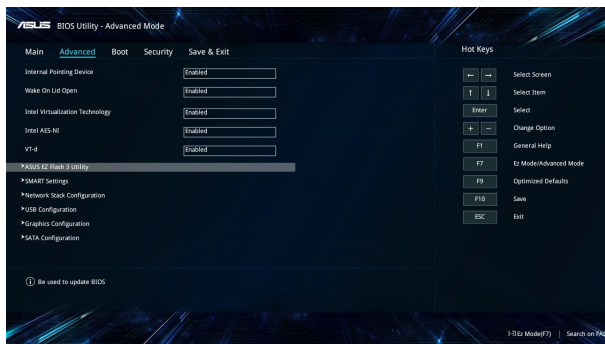 ASUS BIOS Utility - Advanced Mode
Main Advanced Boot Security Save & Exit
Internal Pointing Device Enabled
Wake On Lid Open Enabled
Intel Virtualization Technology Enabled
Intel AES-NI Enabled
VT-d Enabled
ASUS EZ Flash 3 Utility
SMART Settings
Network Stack Configuration
USB Configuration
Graphics Configuration
SATA Configuration
Be used to update BIOS
Hot Keys
← → Select Screen
↑ ↓ Select Item
Enter Select
+ − Change Option
F1 General Help
F7 Ez Mode/Advanced Mode
F9 Optimized Defaults
F10 Save
ESC Exit
Ez Mode(F7) | Search on FA